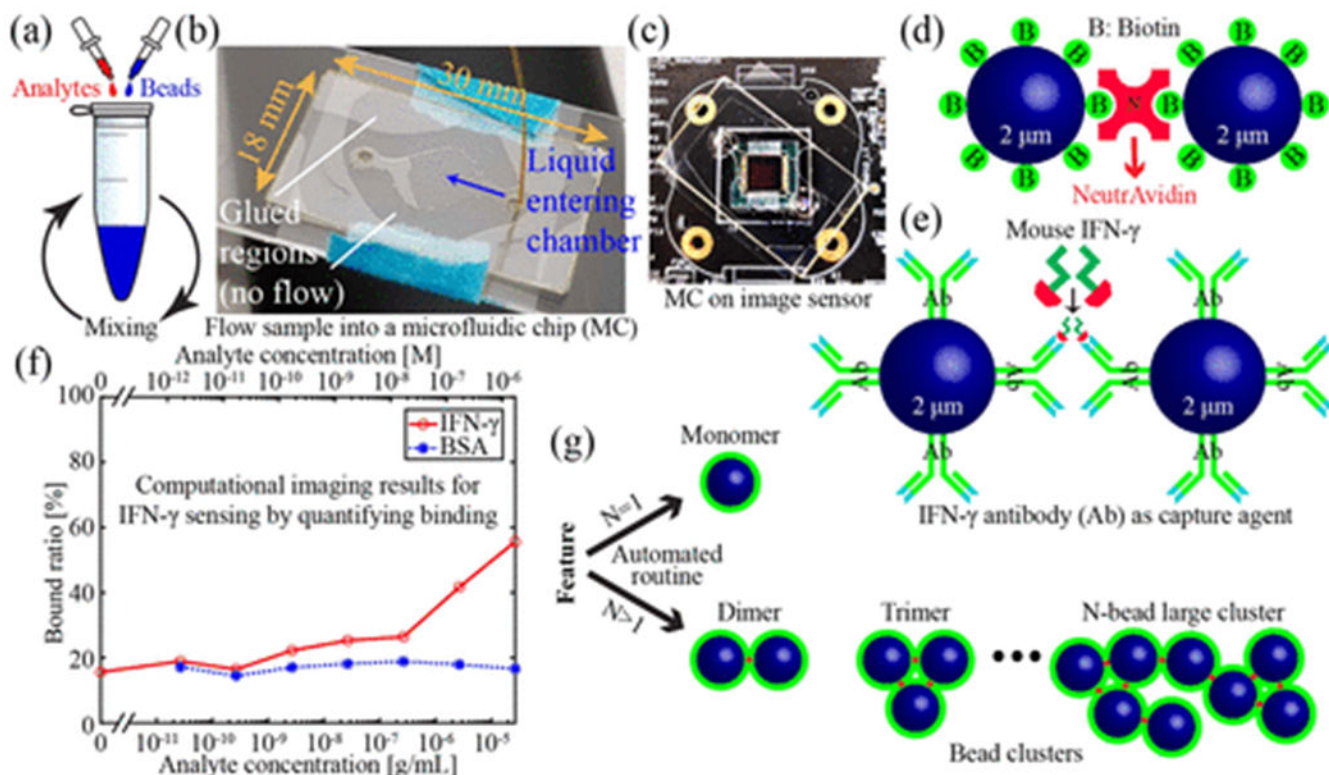 (a)
Analytes
Beads
Mixing
(b)
30 mm
18 mm
Liquid
entering
chamber
Glued
regions
(no flow)
Flow sample into a microfluidic chip (MC)
(c)
MC on image sensor
(d)
B: Biotin
B B B B B B B B
2 µm
N
B B B B B B B B
2 µm
NeutrAvidin
(e)
Mouse IFN-γ
Ab
Ab
Ab
Ab
2 µm
Ab
Ab
Ab
Ab
2 µm
IFN-γ antibody (Ab) as capture agent
(f)
Analyte concentration [M]
0 10-12 10-11 10-10 10-9 10-8 10-7 10-6
100
80
60
40
20
0
Bound ratio [%]
IFN-γ
BSA
Computational imaging results for
IFN-γ sensing by quantifying binding
0 10-11 10-10 10-9 10-8 10-7 10-6 10-5
Analyte concentration [g/mL]
(g)
Monomer
Feature
N=1
Automated
routine
N>1
Dimer
Trimer
N-bead large cluster
Bead clusters